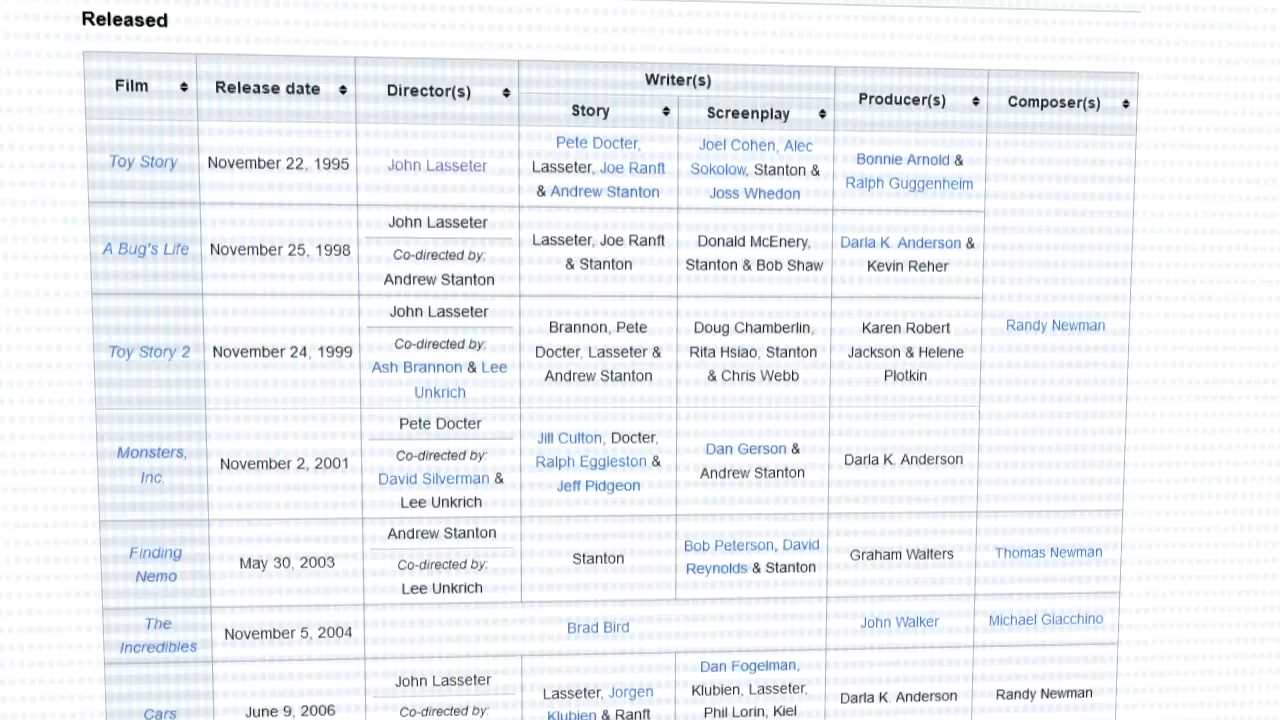 Released
Film
Release date
Director(s)
Writer(s)
Story
Screenplay
Producer(s)
Composer(s)
Toy Story
November 22, 1995
John Lasseter
Pete Docter,
Lasseter, Joe Ranft
& Andrew Stanton
Joel Cohen, Alec
Sokolow, Stanton &
Joss Whedon
Bonnie Arnold &
Ralph Guggenheim
Randy Newman
A Bug's Life
November 25, 1998
John Lasseter
Co-directed by:
Andrew Stanton
Lasseter, Joe Ranft
& Stanton
Donald McEnery,
Stanton & Bob Shaw
Darla K. Anderson &
Kevin Reher
Toy Story 2
November 24, 1999
John Lasseter
Co-directed by:
Ash Brannon & Lee
Unkrich
Brannon, Pete
Docter, Lasseter &
Andrew Stanton
Doug Chamberlin,
Rita Hsiao, Stanton
& Chris Webb
Karen Robert
Jackson & Helene
Plotkin
Monsters,
Inc.
November 2, 2001
Pete Docter
Co-directed by:
David Silverman &
Lee Unkrich
Jill Culton, Docter,
Ralph Eggleston &
Jeff Pidgeon
Dan Gerson &
Andrew Stanton
Darla K. Anderson
Finding
Nemo
May 30, 2003
Andrew Stanton
Co-directed by:
Lee Unkrich
Stanton
Bob Peterson, David
Reynolds & Stanton
Graham Walters
Thomas Newman
The
Incredibles
November 5, 2004
Brad Bird
John Walker
Michael Giacchino
Cars
June 9, 2006
John Lasseter
Co-directed by:
Lasseter, Jorgen
Klubien & Ranft
Dan Fogelman,
Klubien, Lasseter,
Phil Lorin, Kiel
Darla K. Anderson
Randy Newman